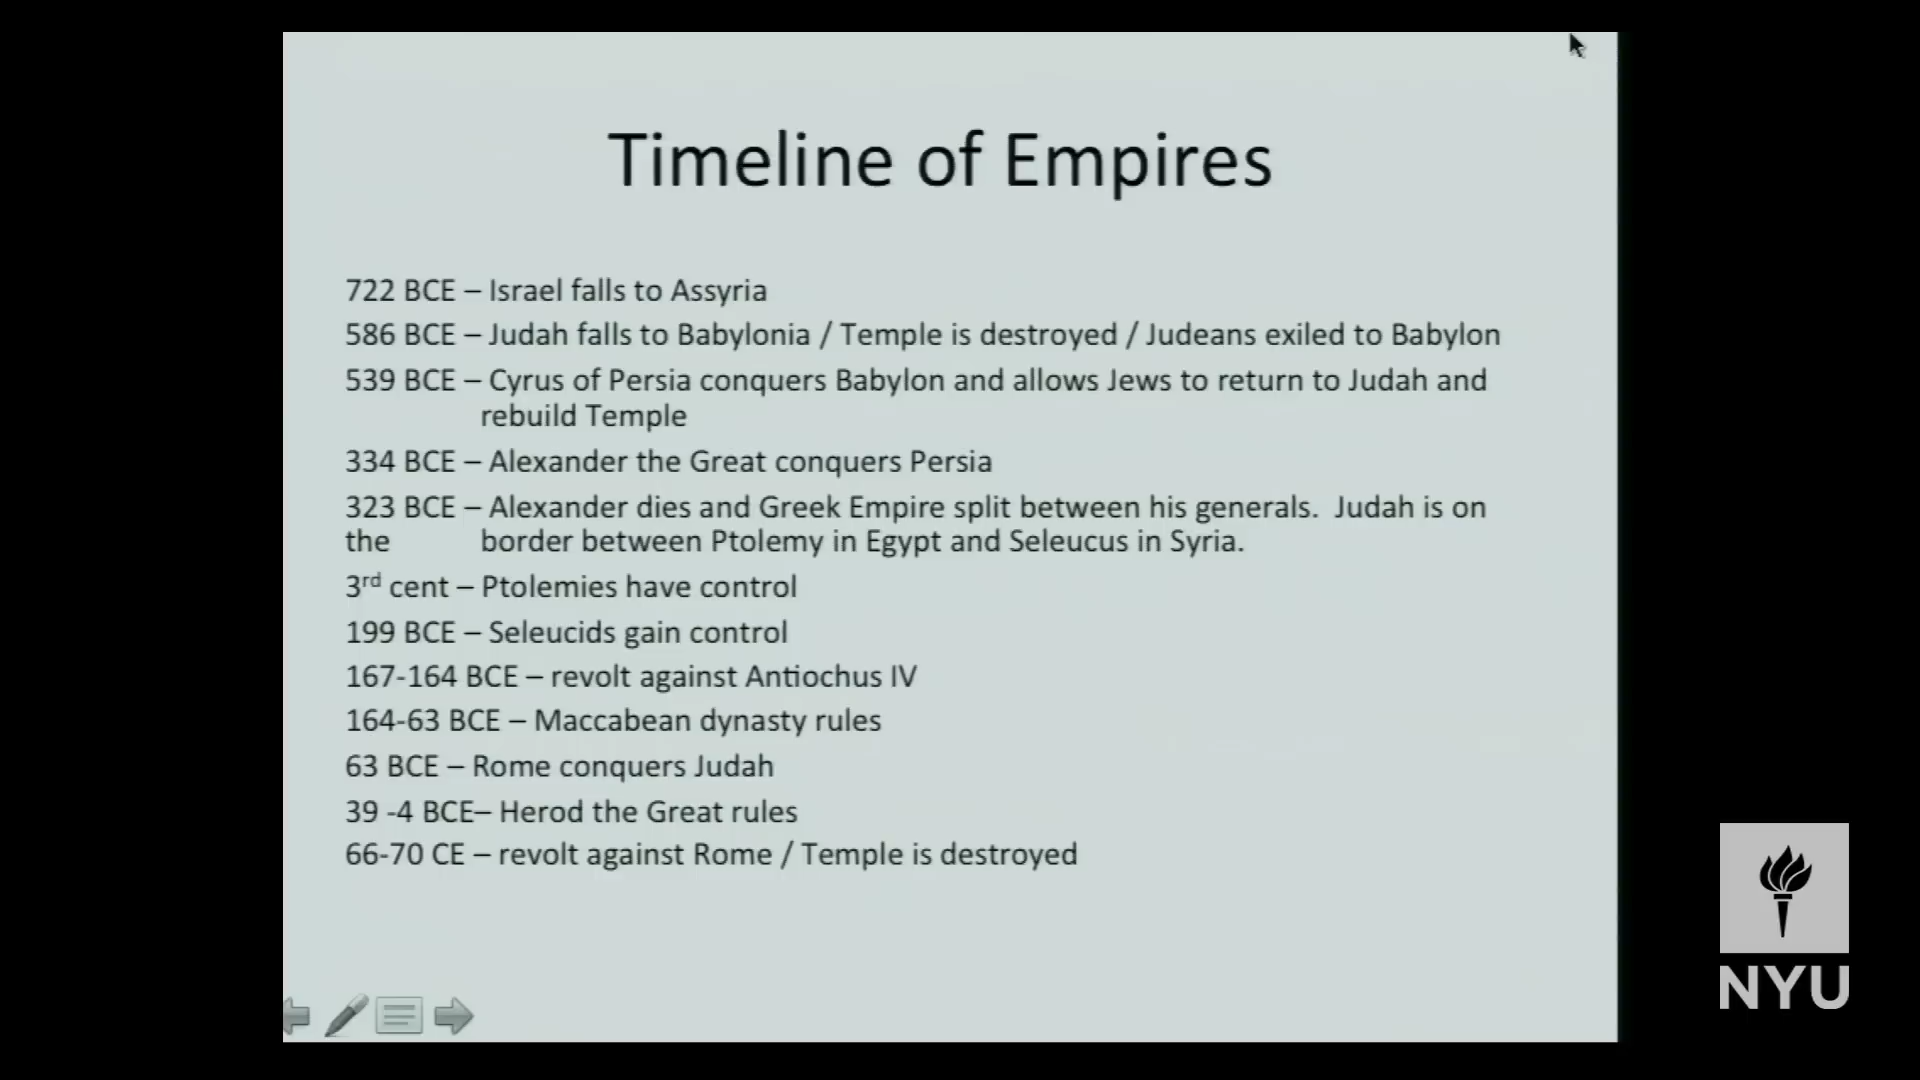 Timeline of Empires
722 BCE – Israel falls to Assyria
586 BCE – Judah falls to Babylonia / Temple is destroyed / Judeans exiled to Babylon
539 BCE – Cyrus of Persia conquers Babylon and allows Jews to return to Judah and
rebuild Temple
334 BCE – Alexander the Great conquers Persia
323 BCE – Alexander dies and Greek Empire split between his generals.  Judah is on
the border between Ptolemy in Egypt and Seleucus in Syria.
3rd cent – Ptolemies have control
199 BCE – Seleucids gain control
167-164 BCE – revolt against Antiochus IV
164-63 BCE – Maccabean dynasty rules
63 BCE – Rome conquers Judah
39 -4 BCE– Herod the Great rules
66-70 CE – revolt against Rome / Temple is destroyed
NYU